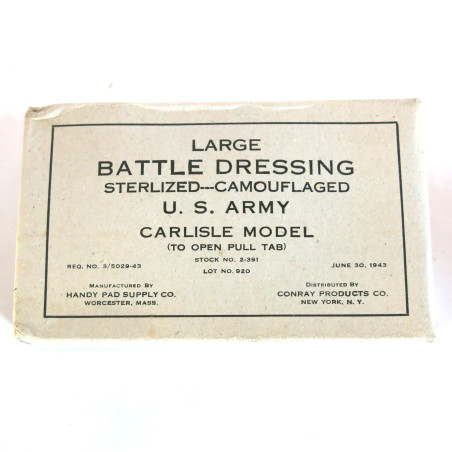 LARGE
BATTLE DRESSING
STERLIZED---CAMOUFLAGED
U. S. ARMY
CARLISLE MODEL
(TO OPEN PULL TAB)
STOCK NO. 2-391
REQ. NO. 3/5029-43
LOT NO. 920
JUNE 30, 1943
MANUFACTURED BY
HANDY PAD SUPPLY CO.
WORCESTER, MASS.
DISTRIBUTED BY
CONRAY PRODUCTS CO.
NEW YORK, N. Y.